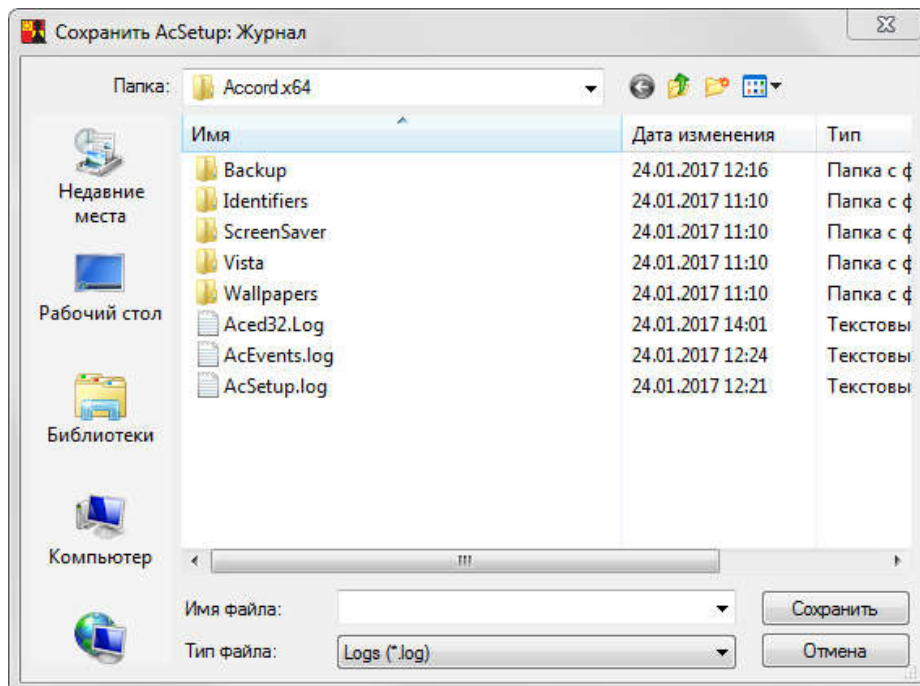 Сохранить AcSetup: Журнал
Папка: Accord.x64
Имя Дата изменения Тип
Backup 24.01.2017 12:16 Папка с ф
Identifiers 24.01.2017 11:10 Папка с ф
ScreenSaver 24.01.2017 11:10 Папка с ф
Vista 24.01.2017 11:10 Папка с ф
Wallpapers 24.01.2017 11:10 Папка с ф
Aced32.Log 24.01.2017 14:01 Текстовы
AcEvents.log 24.01.2017 12:24 Текстовы
AcSetup.log 24.01.2017 12:21 Текстовы
Недавние
места
Рабочий стол
Библиотеки
Компьютер
Имя файла: Сохранить
Тип файла: Logs (*.log) Отмена